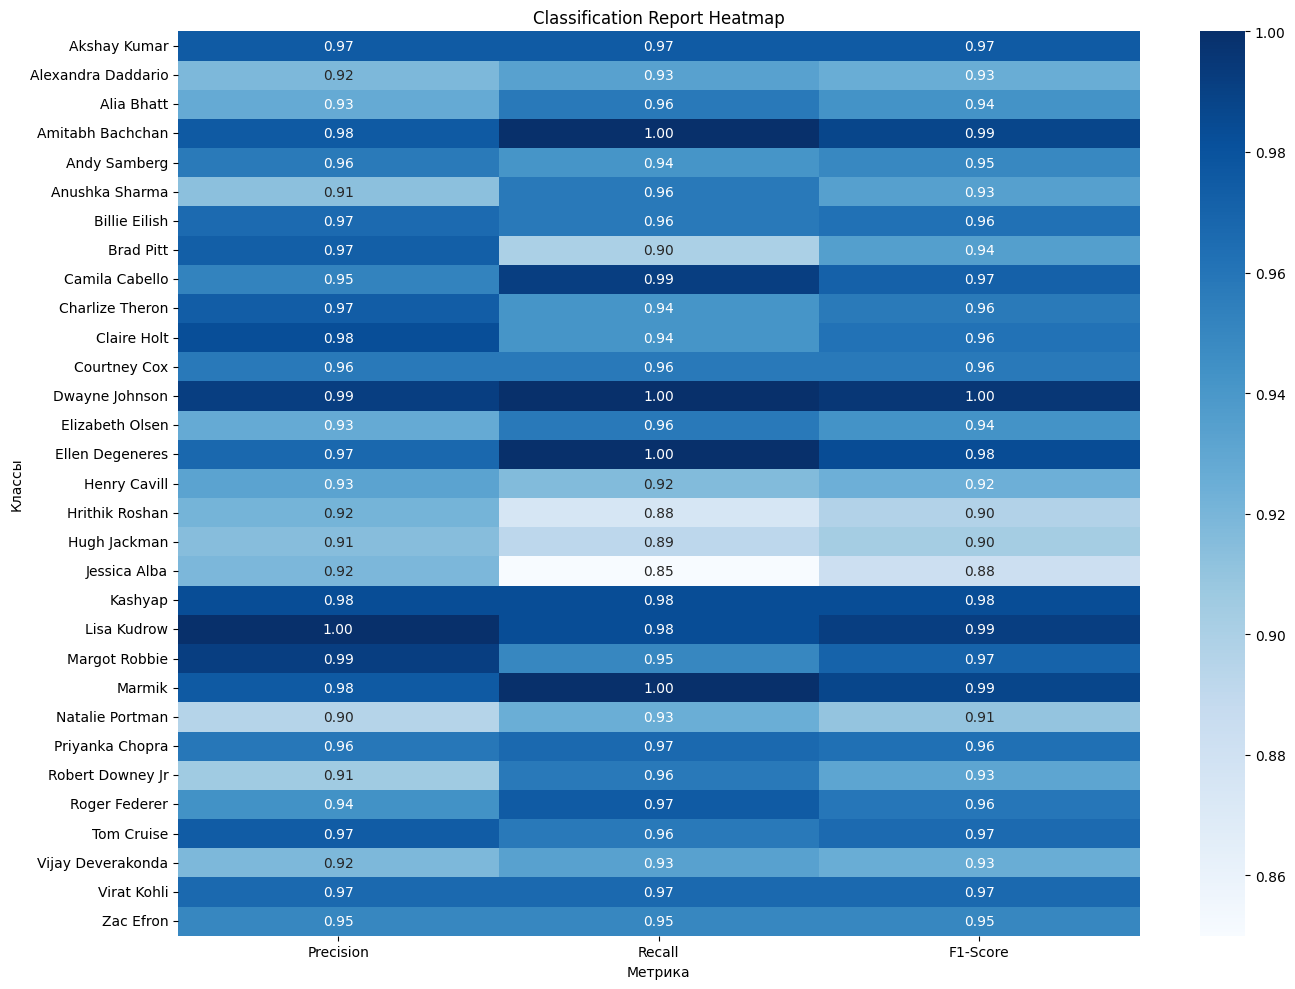 Classification Report Heatmap
Akshay Kumar 0.97 0.97 0.97
Alexandra Daddario 0.92 0.93 0.93
Alia Bhatt 0.93 0.96 0.94
Amitabh Bachchan 0.98 1.00 0.99
Andy Samberg 0.96 0.94 0.95
Anushka Sharma 0.91 0.96 0.93
Billie Eilish 0.97 0.96 0.96
Brad Pitt 0.97 0.90 0.94
Camila Cabello 0.95 0.99 0.97
Charlize Theron 0.97 0.94 0.96
Claire Holt 0.98 0.94 0.96
Courtney Cox 0.96 0.96 0.96
Dwayne Johnson 0.99 1.00 1.00
Elizabeth Olsen 0.93 0.96 0.94
Ellen Degeneres 0.97 1.00 0.98
Henry Cavill 0.93 0.92 0.92
Hrithik Roshan 0.92 0.88 0.90
Hugh Jackman 0.91 0.89 0.90
Jessica Alba 0.92 0.85 0.88
Kashyap 0.98 0.98 0.98
Lisa Kudrow 1.00 0.98 0.99
Margot Robbie 0.99 0.95 0.97
Marmik 0.98 1.00 0.99
Natalie Portman 0.90 0.93 0.91
Priyanka Chopra 0.96 0.97 0.96
Robert Downey Jr 0.91 0.96 0.93
Roger Federer 0.94 0.97 0.96
Tom Cruise 0.97 0.96 0.97
Vijay Deverakonda 0.92 0.93 0.93
Virat Kohli 0.97 0.97 0.97
Zac Efron 0.95 0.95 0.95
Precision Recall F1-Score
Метрика
Классы
1.00
0.98
0.96
0.94
0.92
0.90
0.88
0.86